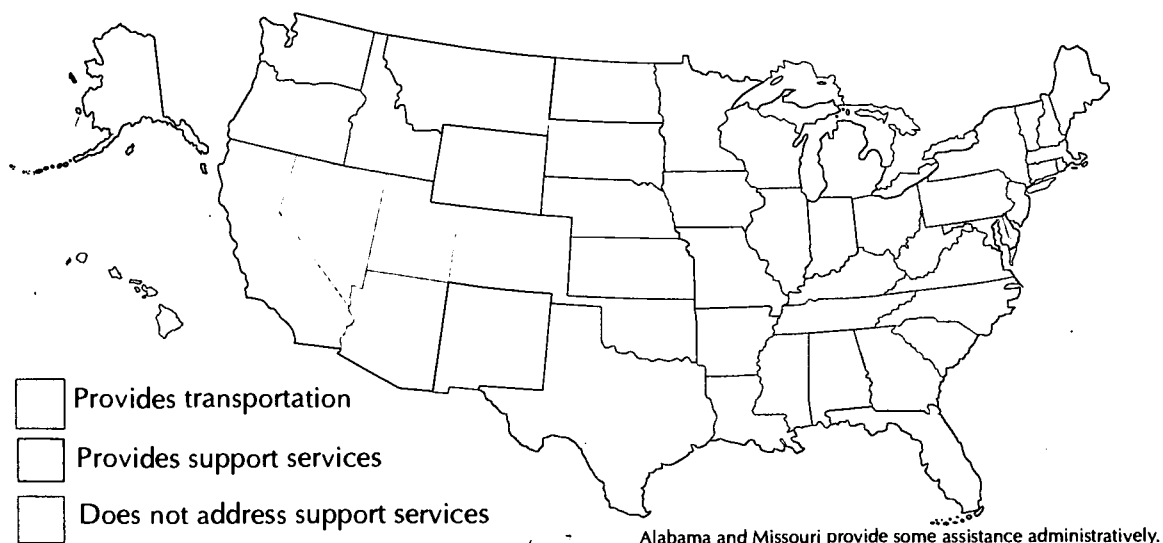 Provides transportation
Provides support services
Does not address support services
Alabama and Missouri provide some assistance administratively.